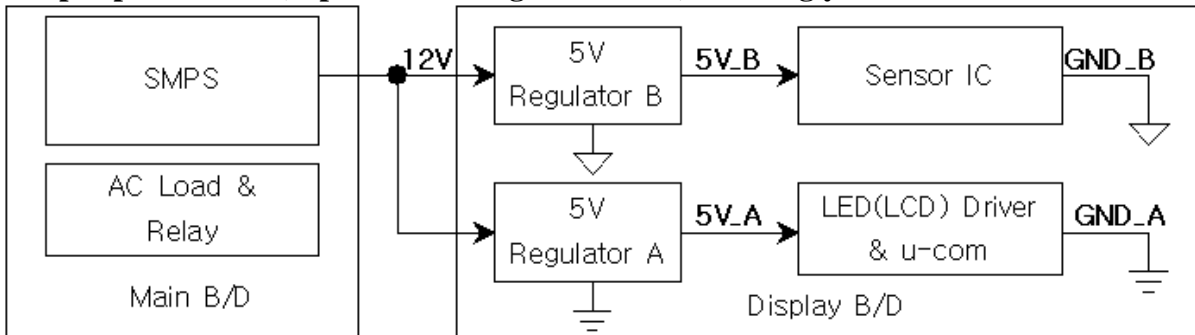 SMPS
AC Load &
Relay
Main B/D
12V
5V
Regulator B
5V_B
Sensor IC
GND_B
5V
Regulator A
5V_A
LED(LCD) Driver
& u-com
GND_A
Display B/D